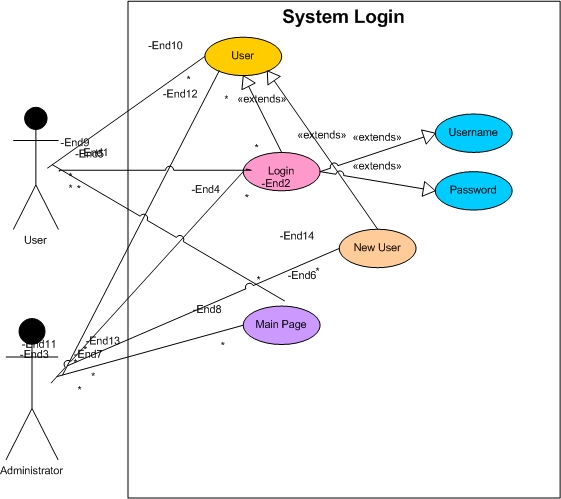 System Login
-End10
User
*
-End12
*
«extends»
«extends»
«extends»
Username
-End9
-End5
-End1
*
«extends»
Login
-End2
*
* *
-End4
*
Password
User
-End14
New User
*
*
-End6
-End8
Main Page
-End11
-End13
*
-End3
-End7
*
*
*
*
Administrator